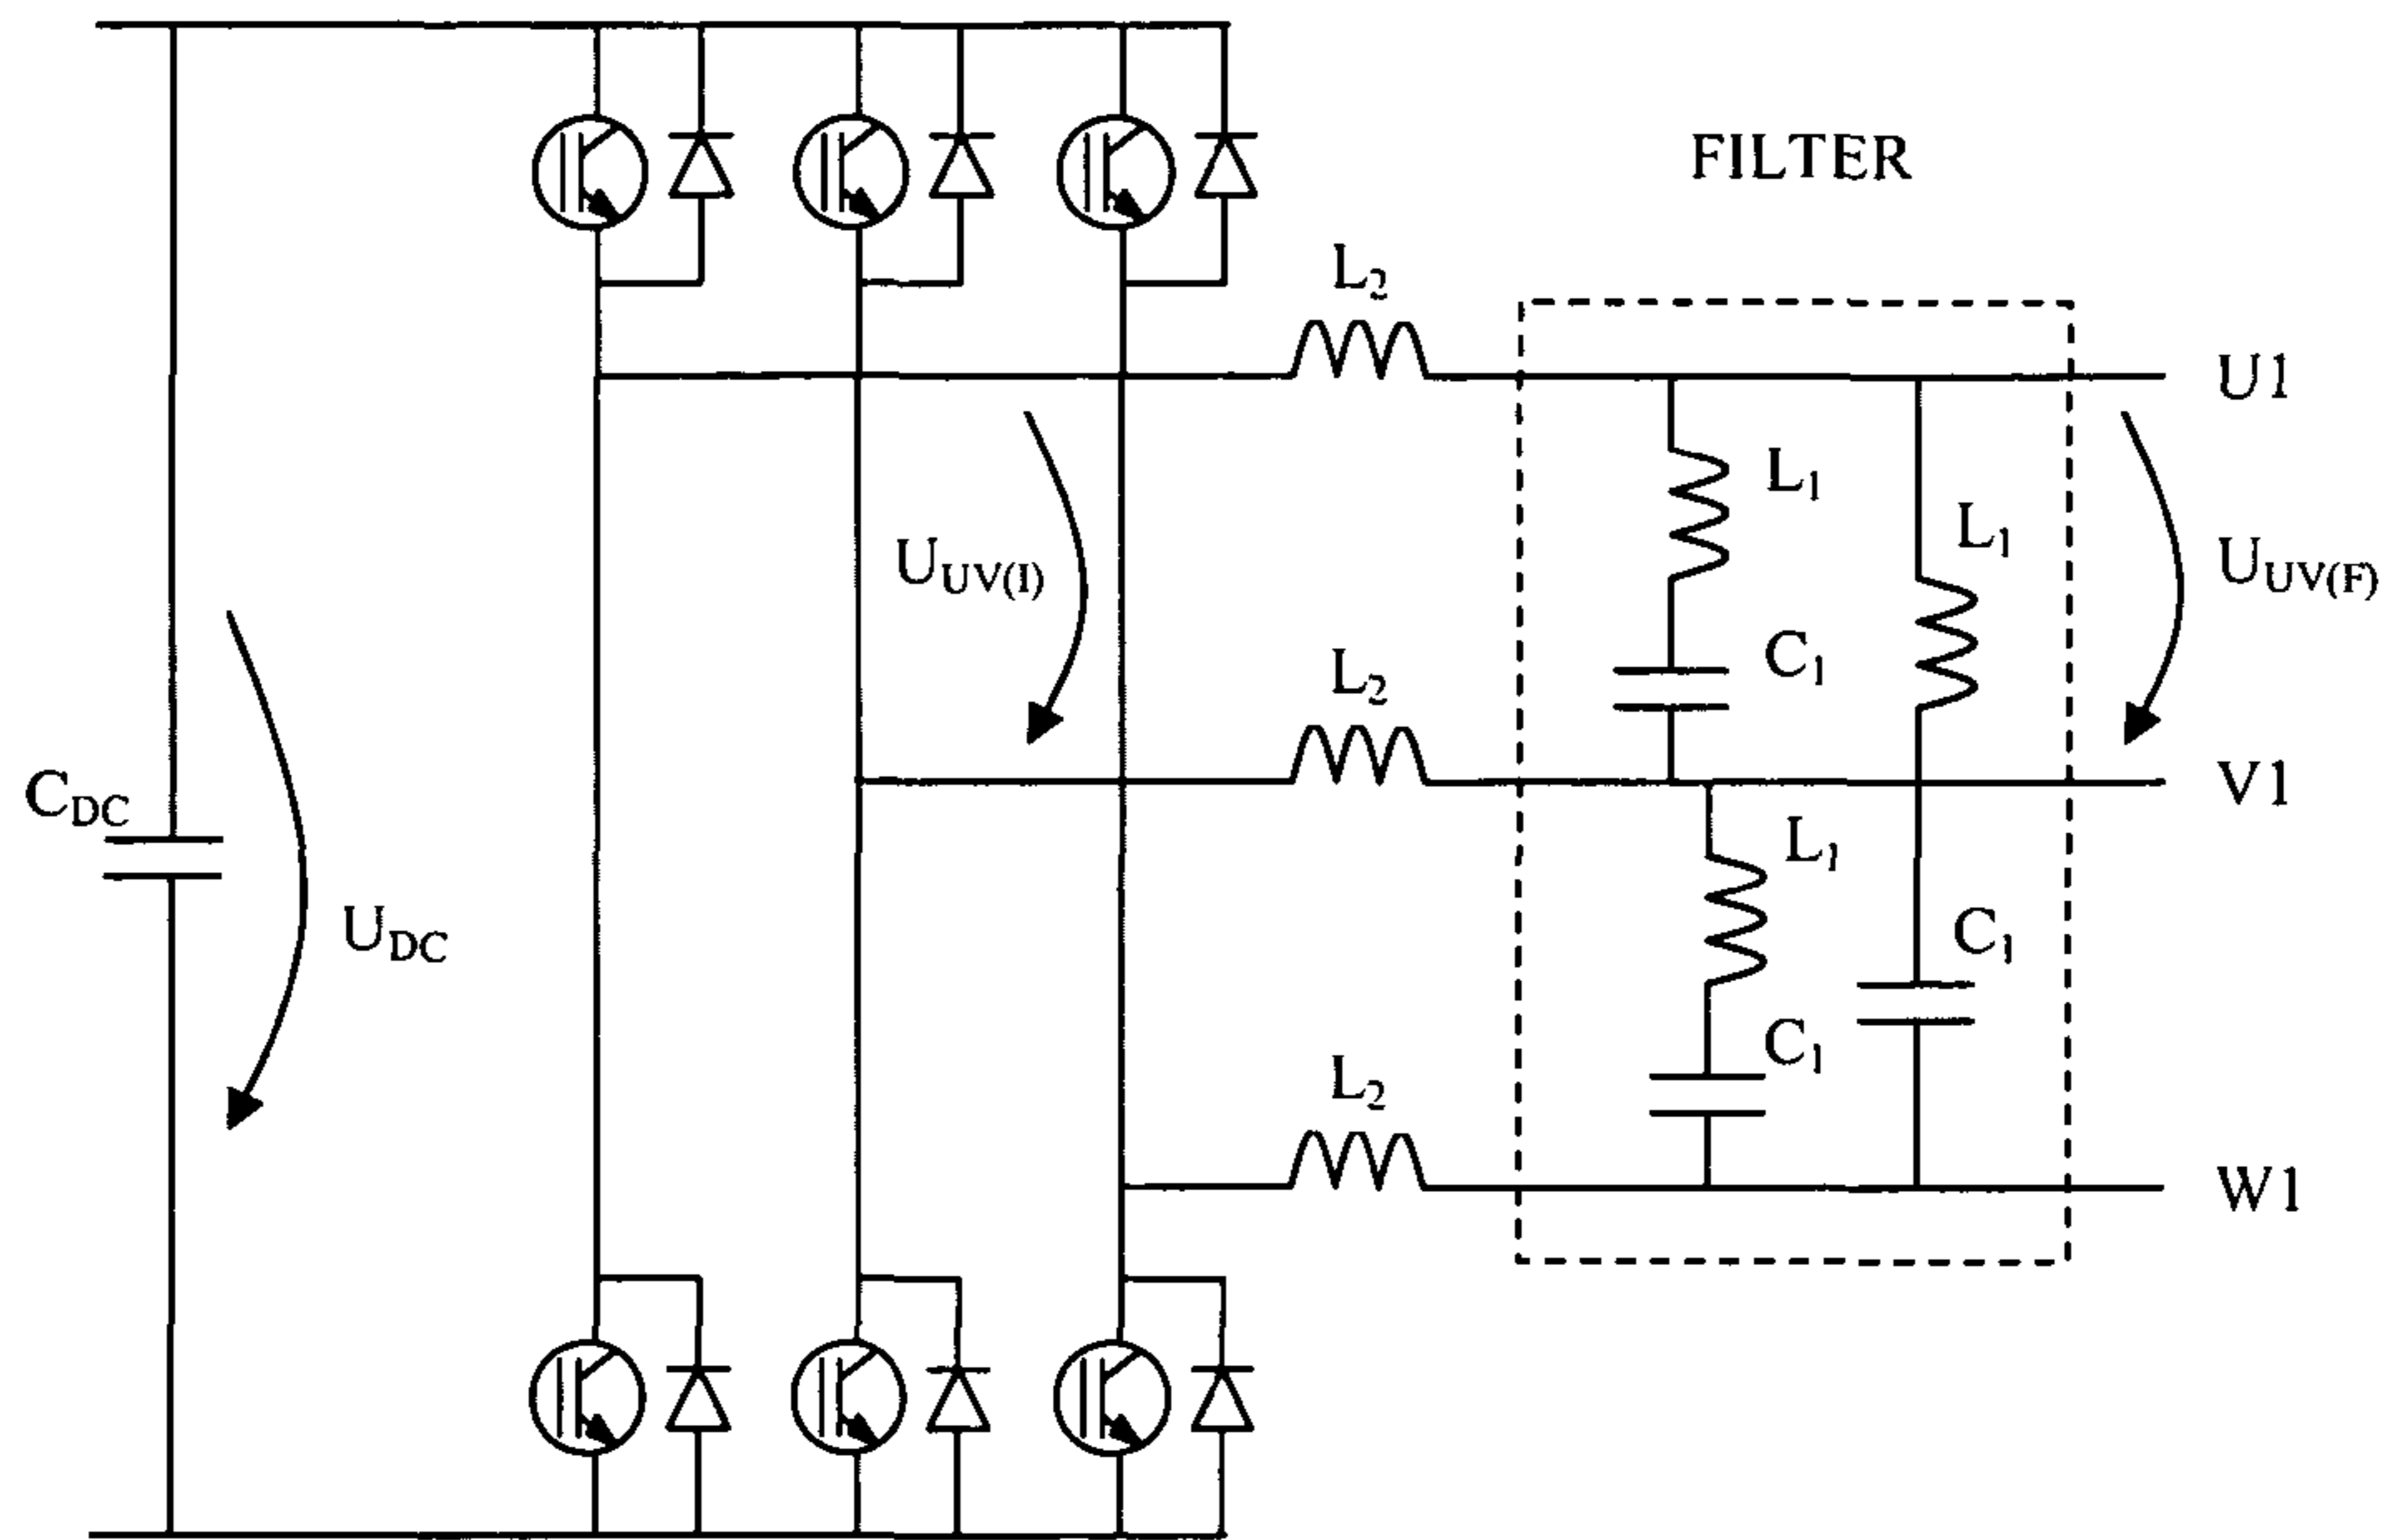 FILTER
L₂
U1
L₁
L₁
U_UV(I)
U_UV(F)
C₁
L₂
V1
C_DC
L₁
U_DC
C₁
C₁
L₂
W1